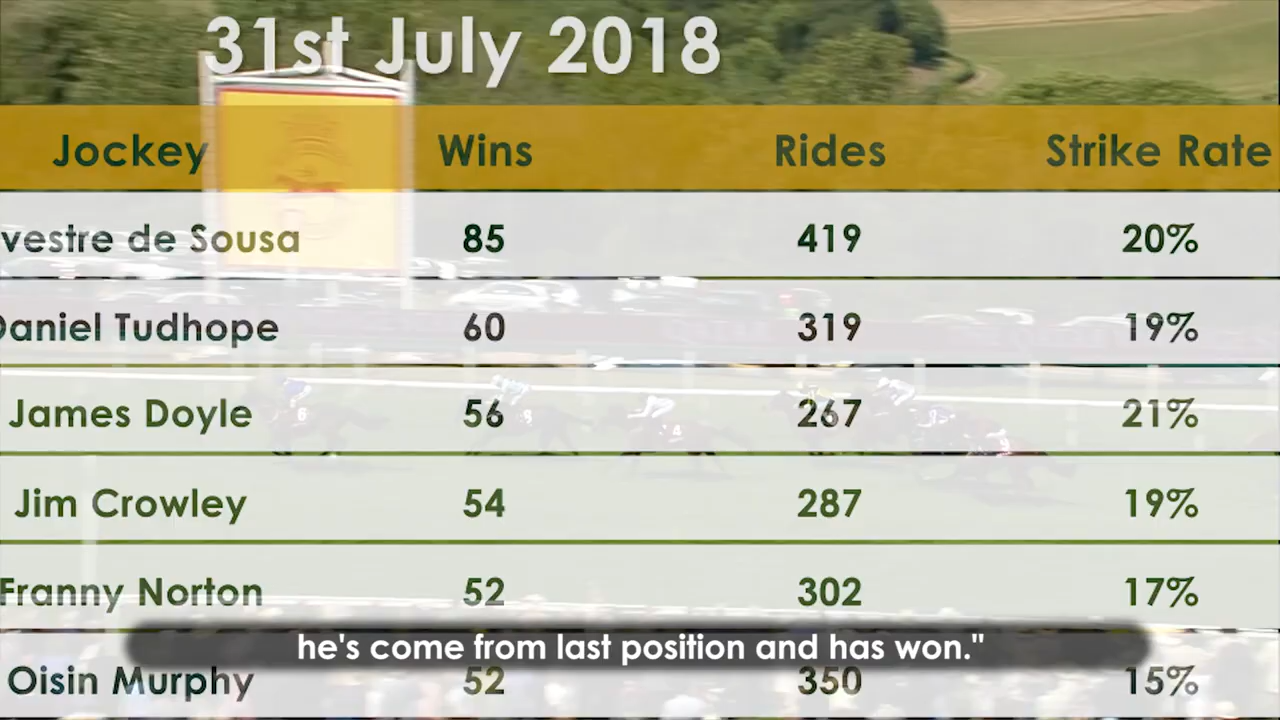 31st July 2018
Jockey Wins Rides Strike Rate
vestre de Sousa 85 419 20%
Daniel Tudhope 60 319 19%
James Doyle 56 267 21%
Jim Crowley 54 287 19%
Franny Norton 52 302 17%
he's come from last position and has won."
Oisin Murphy 52 350 15%